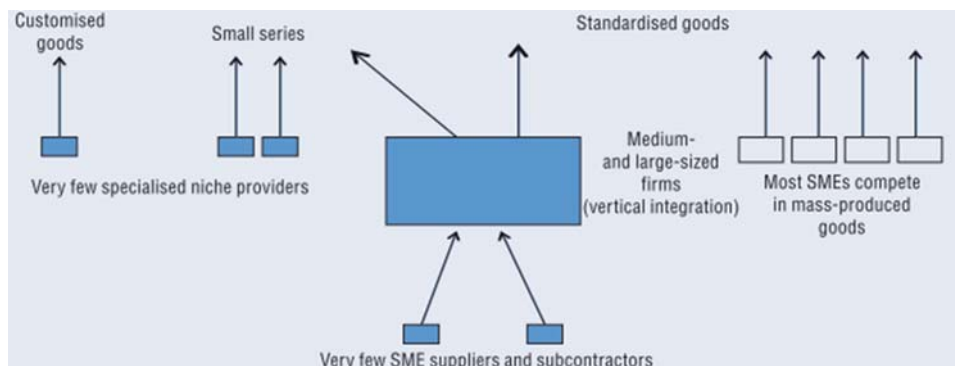 Customised
goods
Small series
Standardised goods
Very few specialised niche providers
Medium-
and large-sized
firms
(vertical integration)
Most SMEs compete
in mass-produced
goods
Very few SME suppliers and subcontractors